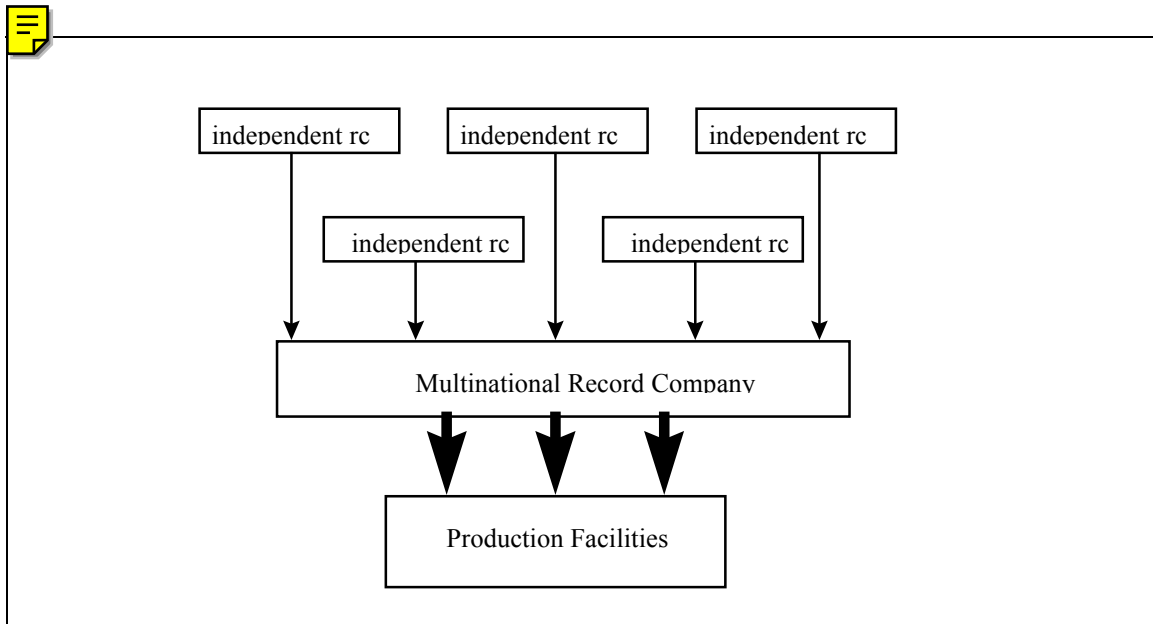 independent rc independent rc independent rc
independent rc independent rc
Multinational Record Company
Production Facilities